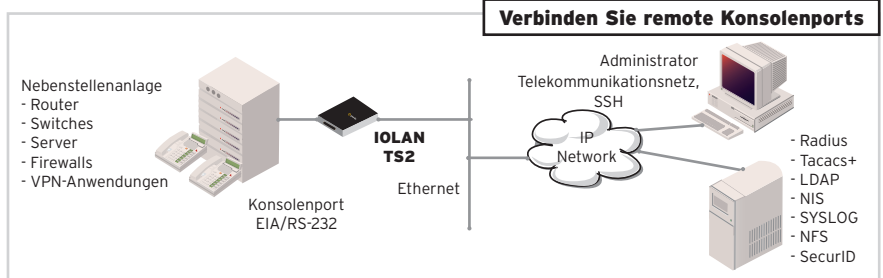 Verbinden Sie remote Konsolenports
Nebenstellenanlage
- Router
- Switches
- Server
- Firewalls
- VPN-Anwendungen
Konsolenport
EIA/RS-232
IOLAN
TS2
Ethernet
IP
Network
Administrator
Telekommunikationsnetz,
SSH
- Radius
- Tacacs+
- LDAP
- NIS
- SYSLOG
- NFS
- SecurID